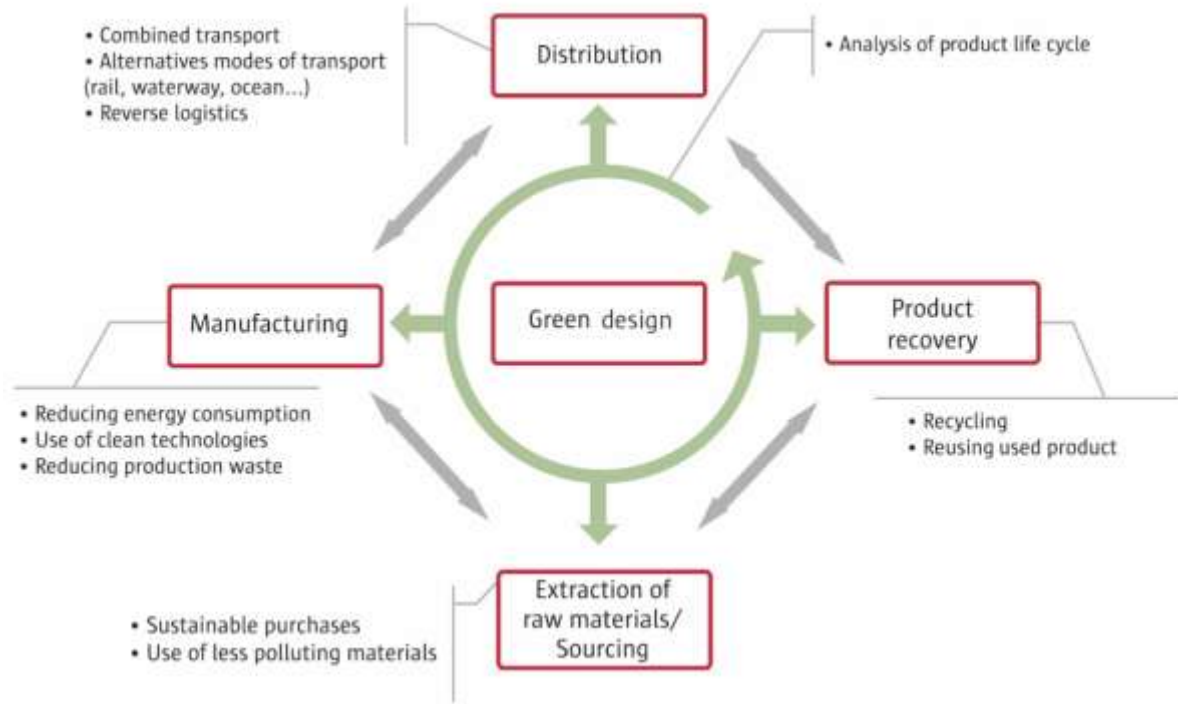 • Combined transport
• Alternatives modes of transport
(rail, waterway, ocean...)
• Reverse logistics
Distribution
• Analysis of product life cycle
Manufacturing
Green design
Product
recovery
• Reducing energy consumption
• Use of clean technologies
• Reducing production waste
• Recycling
• Reusing used product
• Sustainable purchases
• Use of less polluting materials
Extraction of
raw materials/
Sourcing